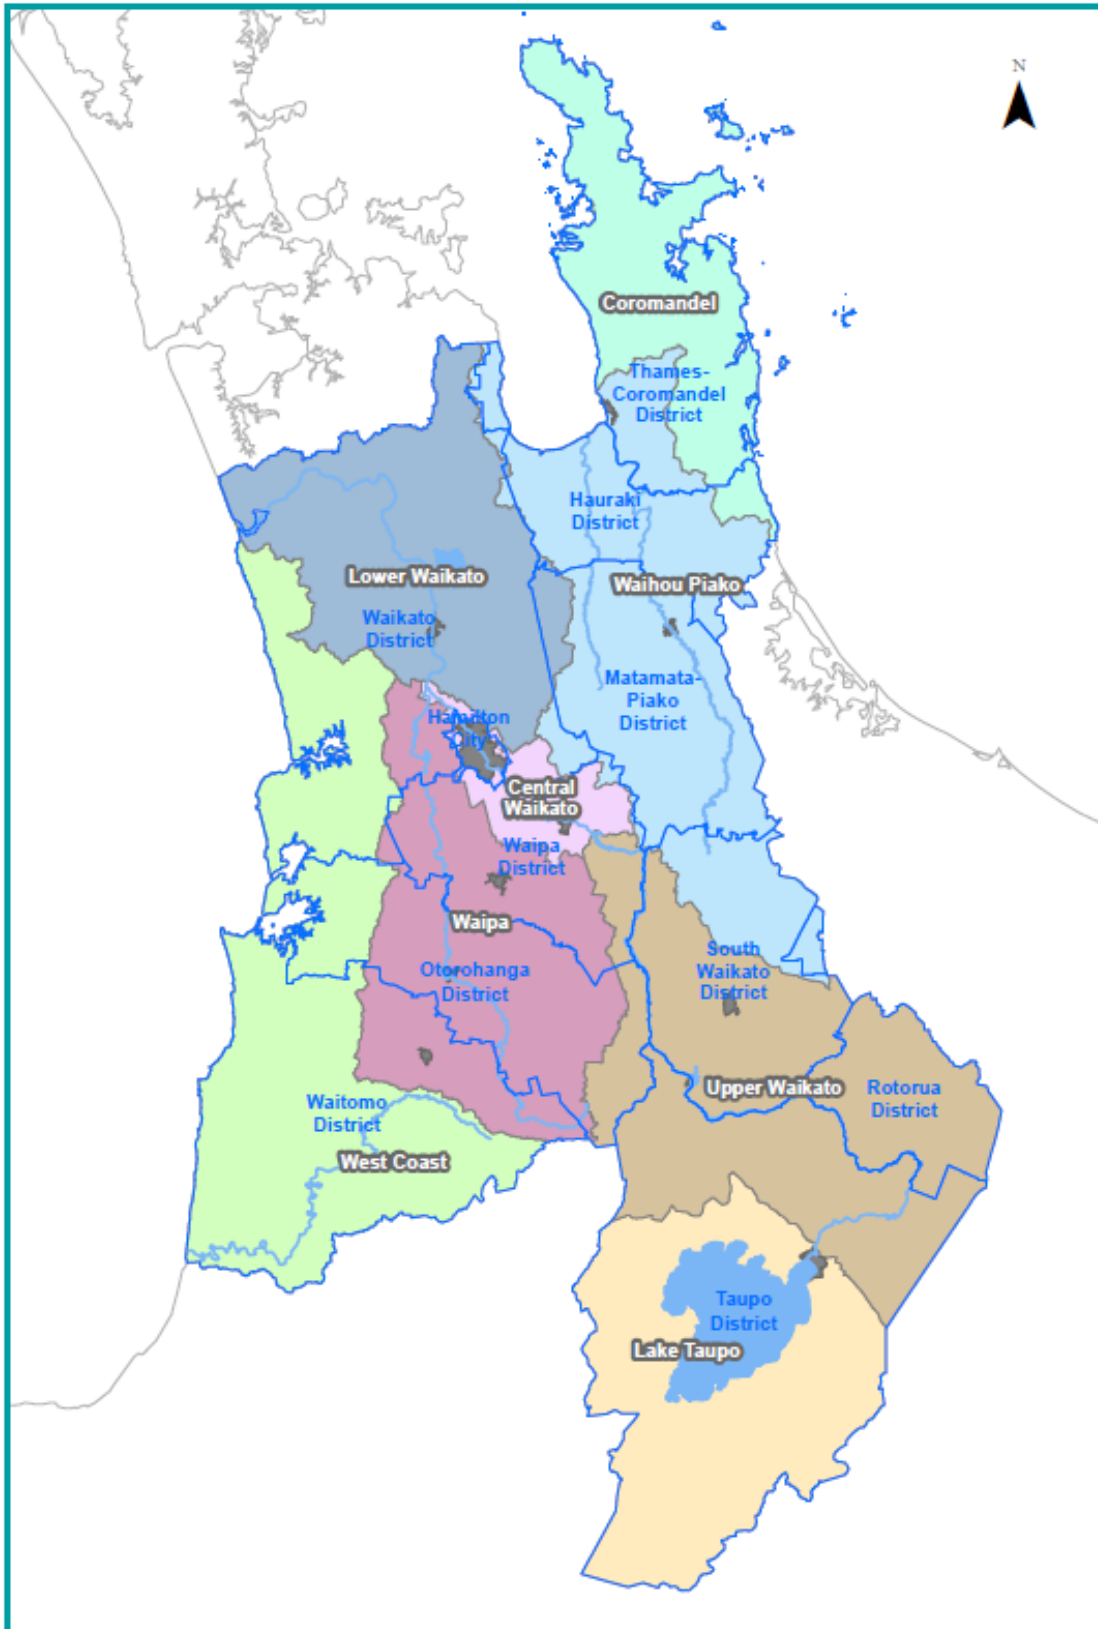 N
Coromandel
Thames-
Coromandel
District
Hauraki
District
Lower Waikato
Waihou Piako
Waikato
District
Matamata-
Piako
District
Hamilton
City
Central
Waikato
Waipa
District
Waipa
South
Waikato
District
Otorohanga
District
Upper Waikato
Rotorua
District
Waitomo
District
West Coast
Taupo
District
Lake Taupo